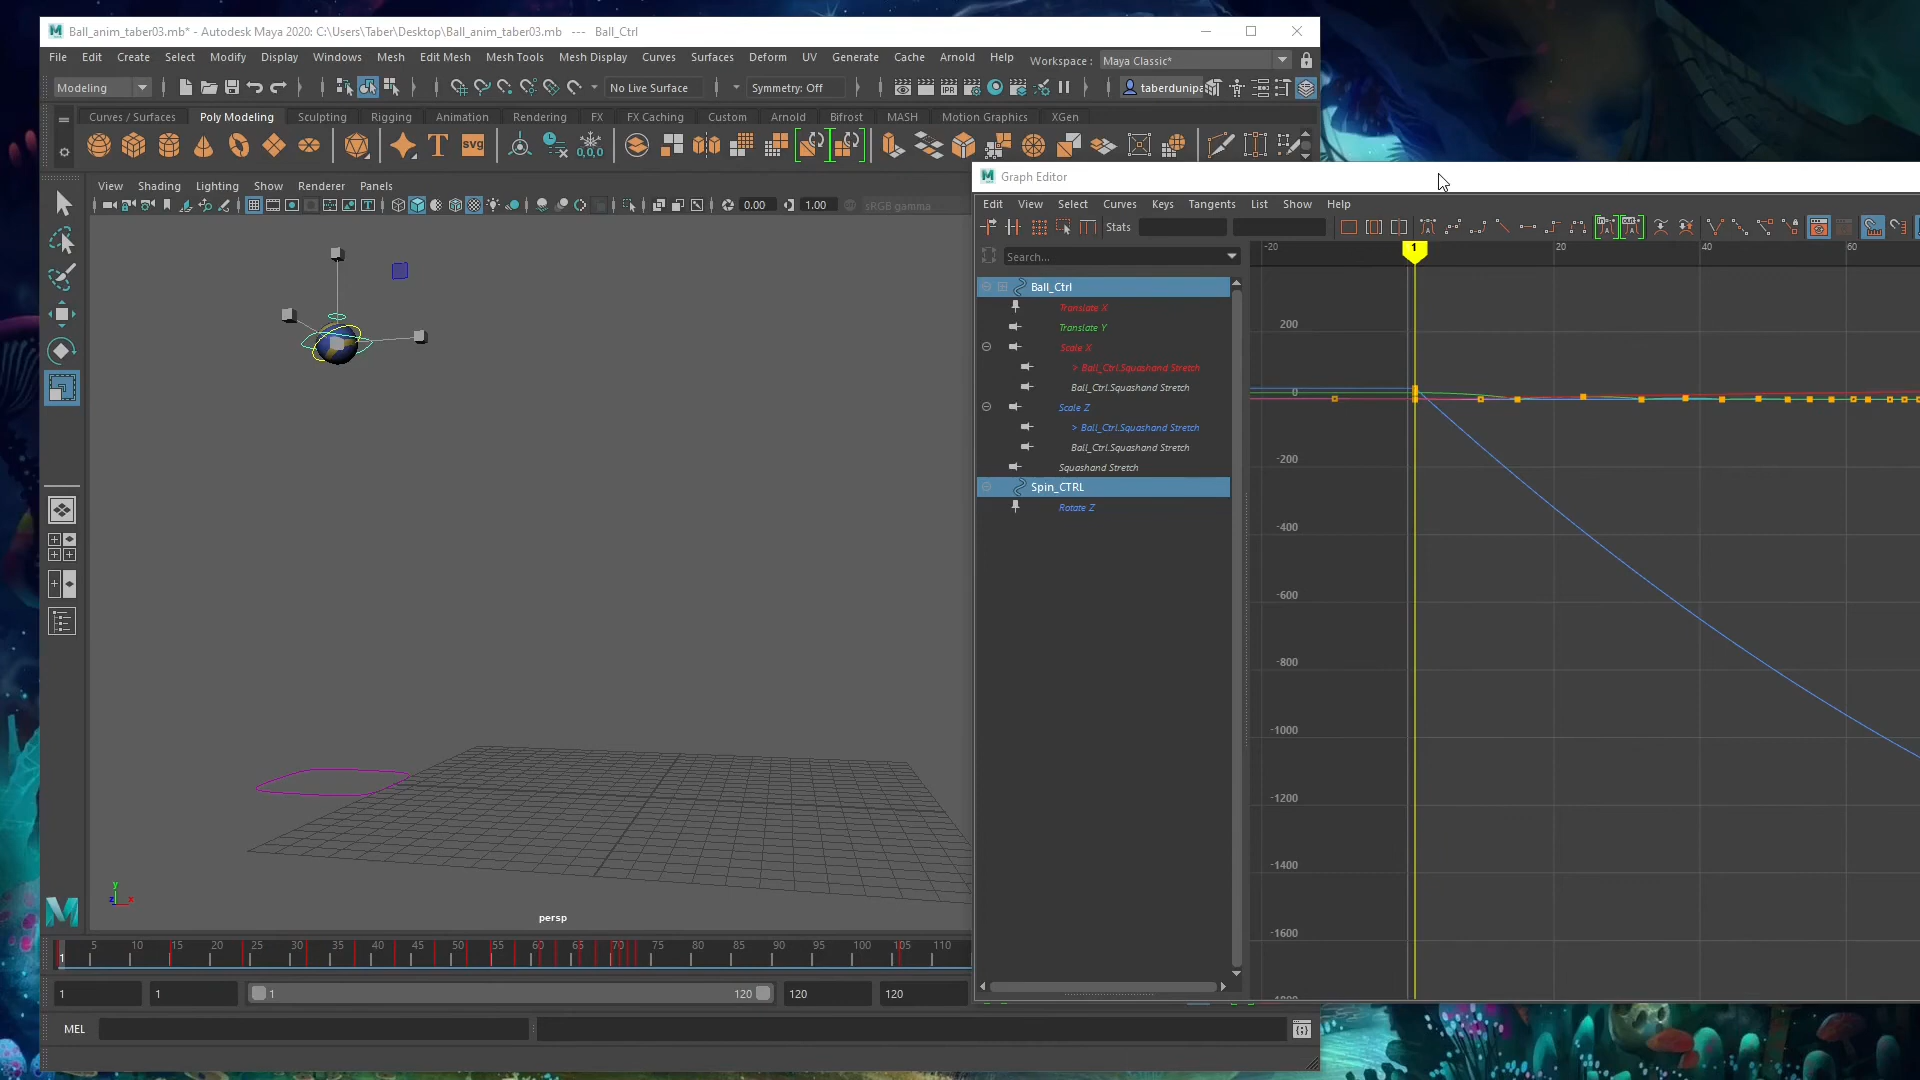 Ball_anim_taber03.mb* - Autodesk Maya 2020: C:\Users\Taber\Desktop\Ball_anim_taber03.mb --- Ball_Ctrl
File Edit Create Select Modify Display Windows Mesh Edit Mesh Mesh Tools Mesh Display Curves Surfaces Deform UV Generate Cache Arnold Help Workspace : Maya Classic*
Modeling No Live Surface Symmetry: Off IPR taberdunipa
Curves / Surfaces Poly Modeling Sculpting Rigging Animation Rendering FX FX Caching Custom Arnold Bifrost MASH Motion Graphics XGen
T svg 0,0,0
View Shading Lighting Show Renderer Panels
0.00 1.00 sRGB gamma
Graph Editor
Edit View Select Curves Keys Tangents List Show Help
Stats
Search...
-20 1 20 40 60
Ball_Ctrl
Translate X
Translate Y
Scale X
> Ball_Ctrl.Squashand Stretch
Ball_Ctrl.Squashand Stretch
Scale Z
> Ball_Ctrl.Squashand Stretch
Ball_Ctrl.Squashand Stretch
Squashand Stretch
Spin_CTRL
Rotate Z
200
0
-200
-400
-600
-800
-1000
-1200
-1400
-1600
y
z x
persp
1 5 10 15 20 25 30 35 40 45 50 55 60 65 70 75 80 85 90 95 100 105 110
1 1 1 120 120 120
MEL